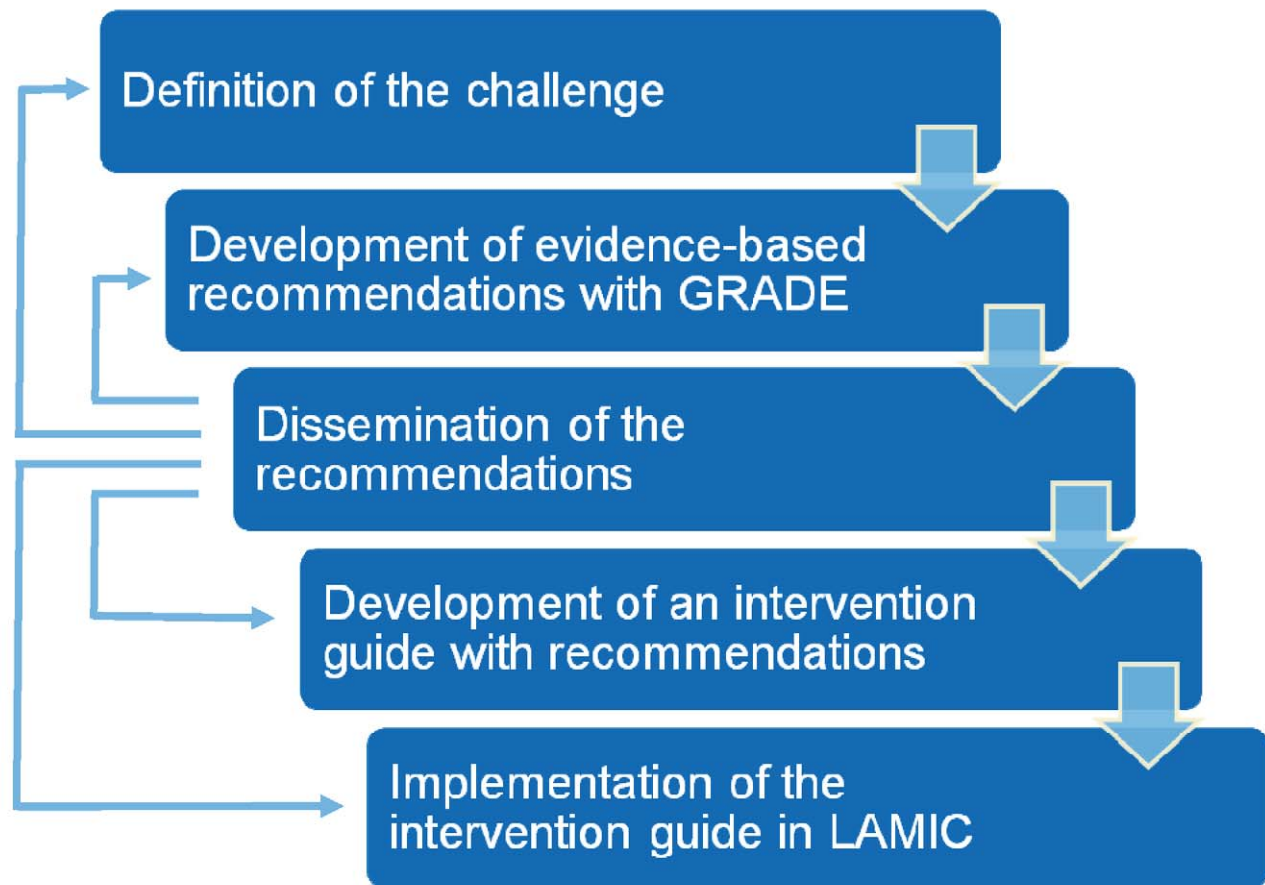 Definition of the challenge
Development of evidence-based
recommendations with GRADE
Dissemination of the
recommendations
Development of an intervention
guide with recommendations
Implementation of the
intervention guide in LAMIC